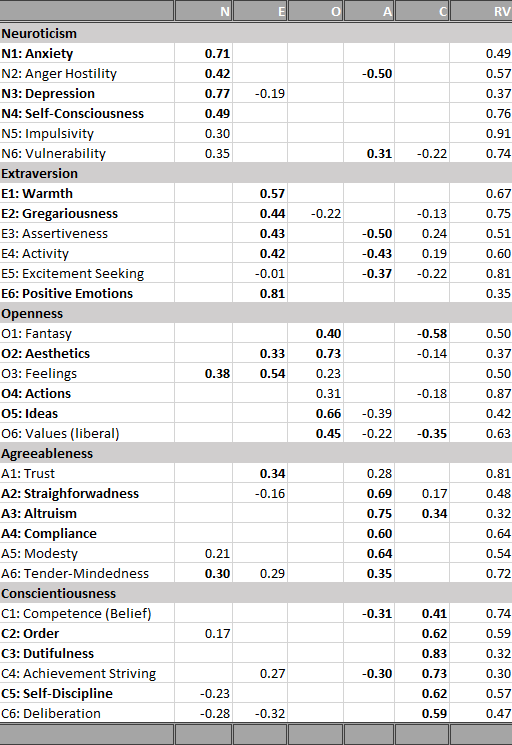 N E O A C RV
Neuroticism
N1: Anxiety 0.71 0.49
N2: Anger Hostility 0.42 -0.50 0.57
N3: Depression 0.77 -0.19 0.37
N4: Self-Consciousness 0.49 0.76
N5: Impulsivity 0.30 0.91
N6: Vulnerability 0.35 0.31 -0.22 0.74
Extraversion
E1: Warmth 0.57 0.67
E2: Gregariousness 0.44 -0.22 -0.13 0.75
E3: Assertiveness 0.43 -0.50 0.24 0.51
E4: Activity 0.42 -0.43 0.19 0.60
E5: Excitement Seeking -0.01 -0.37 -0.22 0.81
E6: Positive Emotions 0.81 0.35
Openness
O1: Fantasy 0.40 -0.58 0.50
O2: Aesthetics 0.33 0.73 -0.14 0.37
O3: Feelings 0.38 0.54 0.23 0.50
O4: Actions 0.31 -0.18 0.87
O5: Ideas 0.66 -0.39 0.42
O6: Values (liberal) 0.45 -0.22 -0.35 0.63
Agreeableness
A1: Trust 0.34 0.28 0.81
A2: Straighforwadness -0.16 0.69 0.17 0.48
A3: Altruism 0.75 0.34 0.32
A4: Compliance 0.60 0.64
A5: Modesty 0.21 0.64 0.54
A6: Tender-Mindedness 0.30 0.29 0.35 0.72
Conscientiousness
C1: Competence (Belief) -0.31 0.41 0.74
C2: Order 0.17 0.62 0.59
C3: Dutifulness 0.83 0.32
C4: Achievement Striving 0.27 -0.30 0.73 0.30
C5: Self-Discipline -0.23 0.62 0.57
C6: Deliberation -0.28 -0.32 0.59 0.47